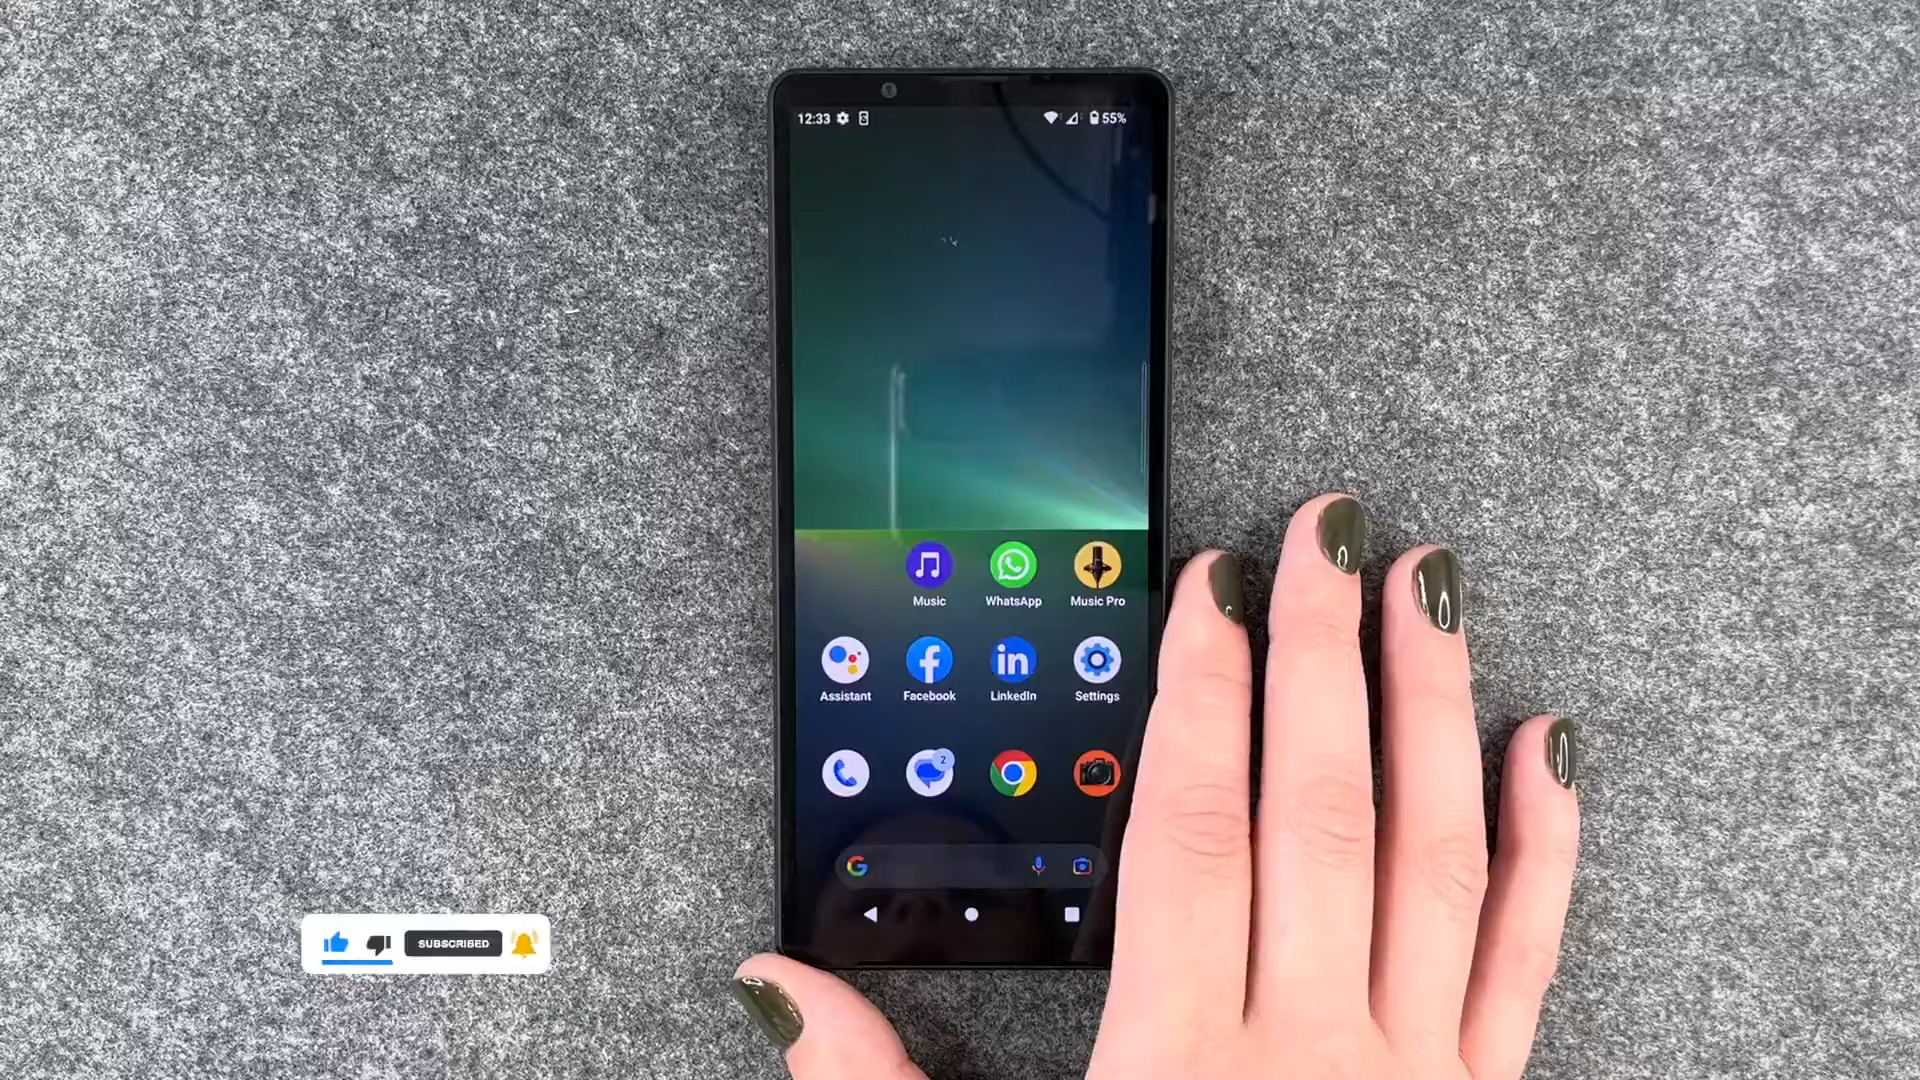 12:33 55%
Music WhatsApp Music Pro
Assistant Facebook LinkedIn Settings
2
SUBSCRIBED